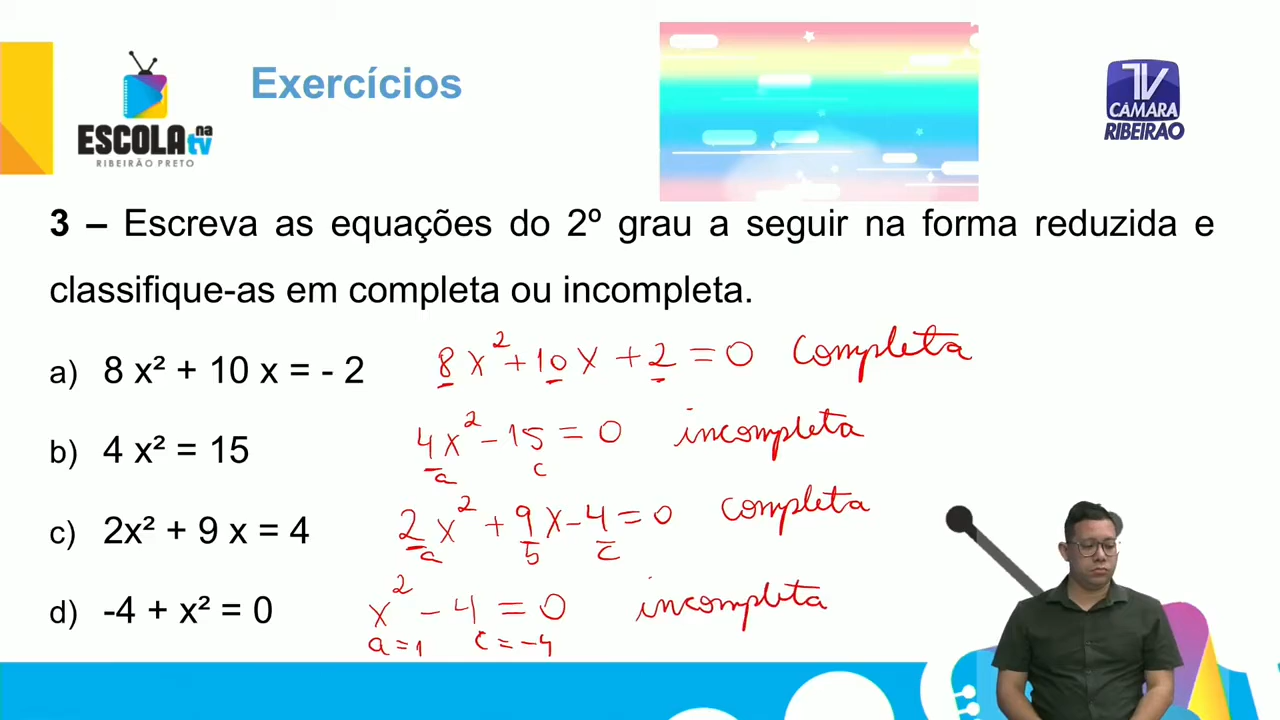 Exercícios
ESCOLA na tv
RIBEIRÃO PRETO
TV
CÂMARA
RIBEIRÃO
3 – Escreva as equações do 2º grau a seguir na forma reduzida e
classifique-as em completa ou incompleta.
a) 8 x² + 10 x = - 2 8x² + 10x + 2 = 0 completa
b) 4 x² = 15 4x² - 15 = 0 incompleta
a c
c) 2x² + 9 x = 4 2x² + 9x - 4 = 0 completa
a b c
d) -4 + x² = 0 x² - 4 = 0 incompleta
a = 1 c = -4